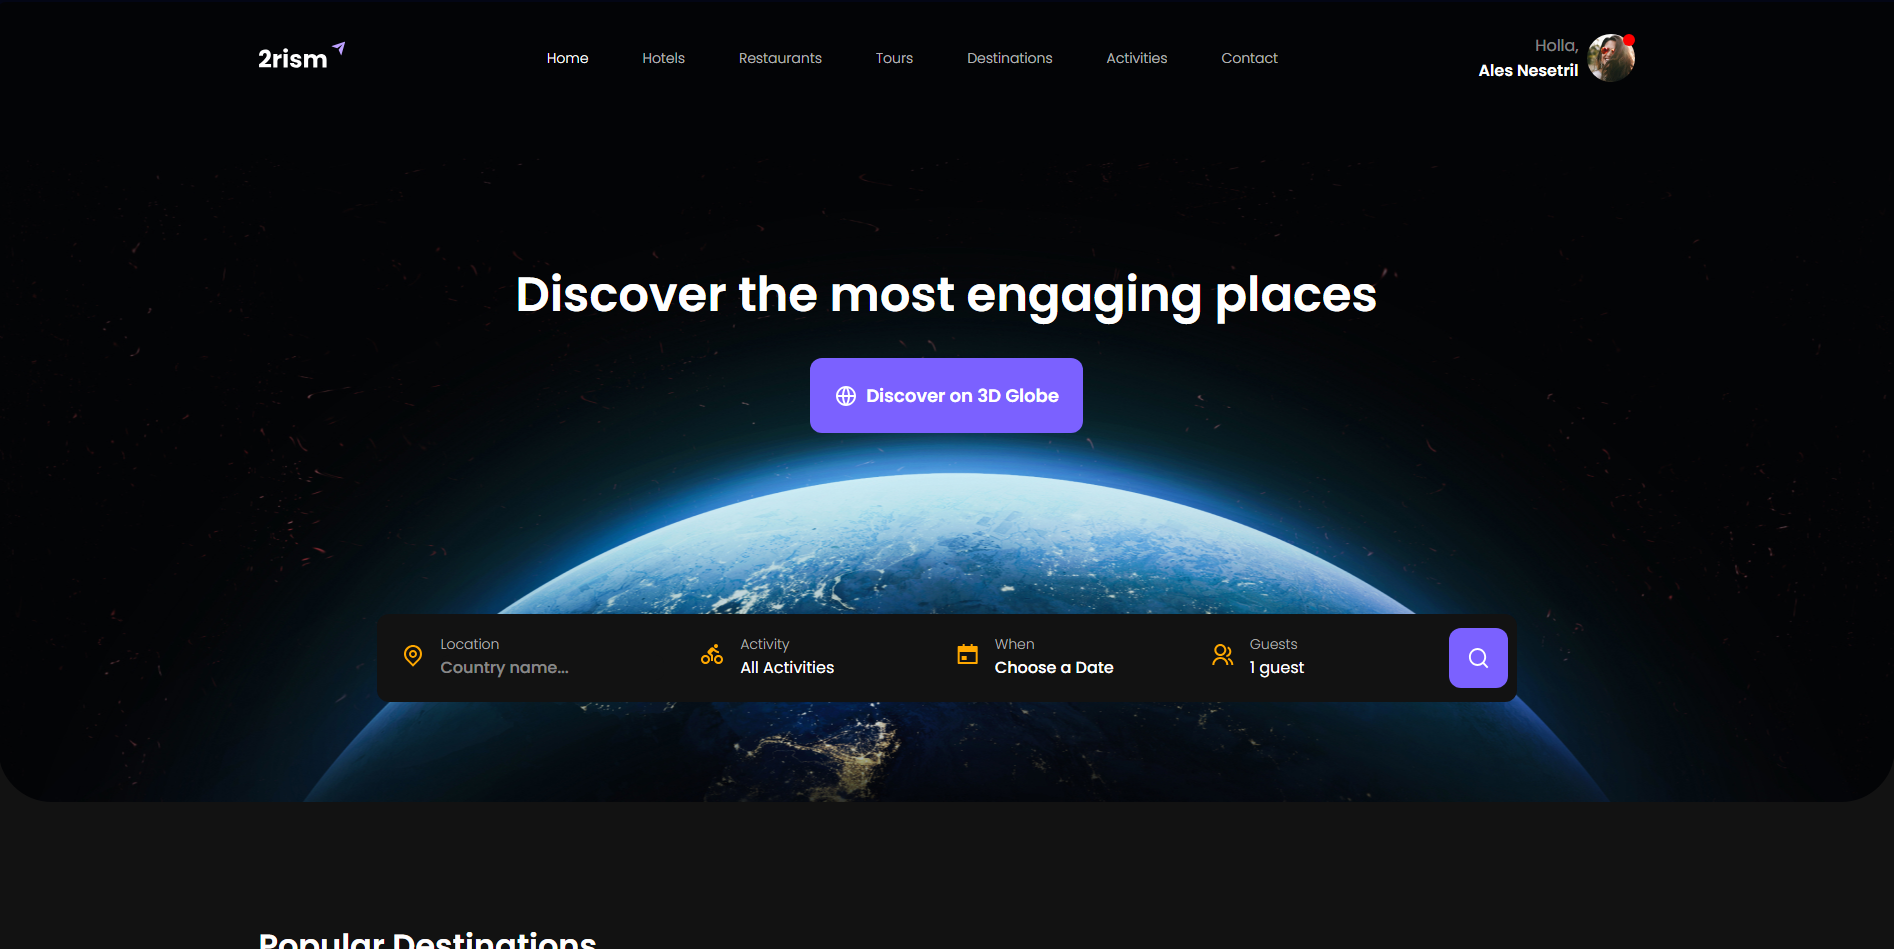 2rism
Home Hotels Restaurants Tours Destinations Activities Contact
Holla,
Ales Nesetril
Discover the most engaging places
Discover on 3D Globe
Location
Country name...
Activity
All Activities
When
Choose a Date
Guests
1 guest
Popular Destinations